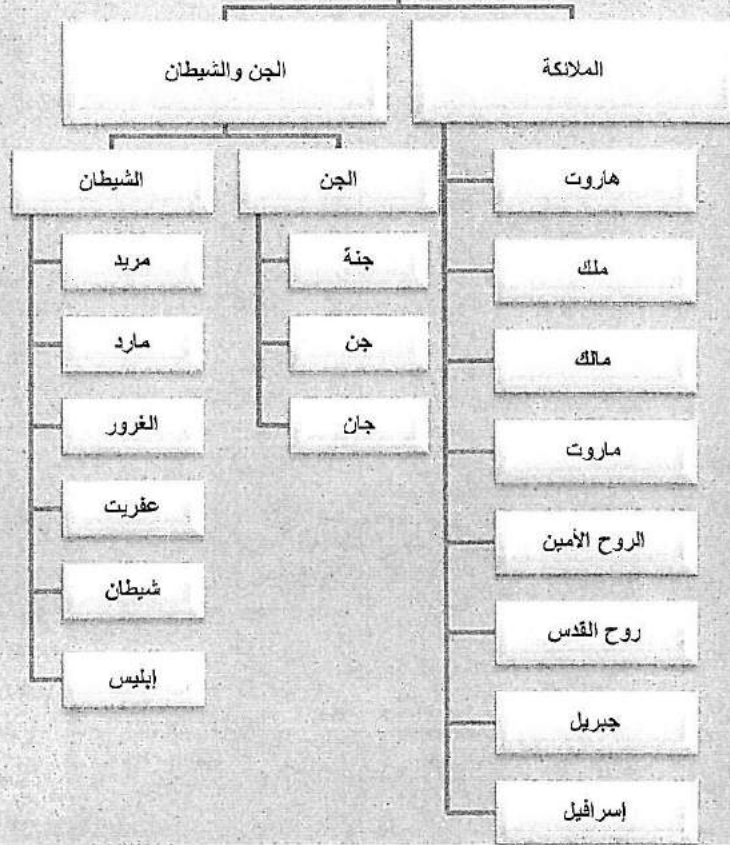 الملائكة
هاروت
ملك
مالك
ماروت
الروح الأمين
روح القدس
جبريل
إسرافيل
الجن والشيطان
الجن
جنة
جن
جان
الشيطان
مريد
مارد
الغرور
عفريت
شيطان
إبليس